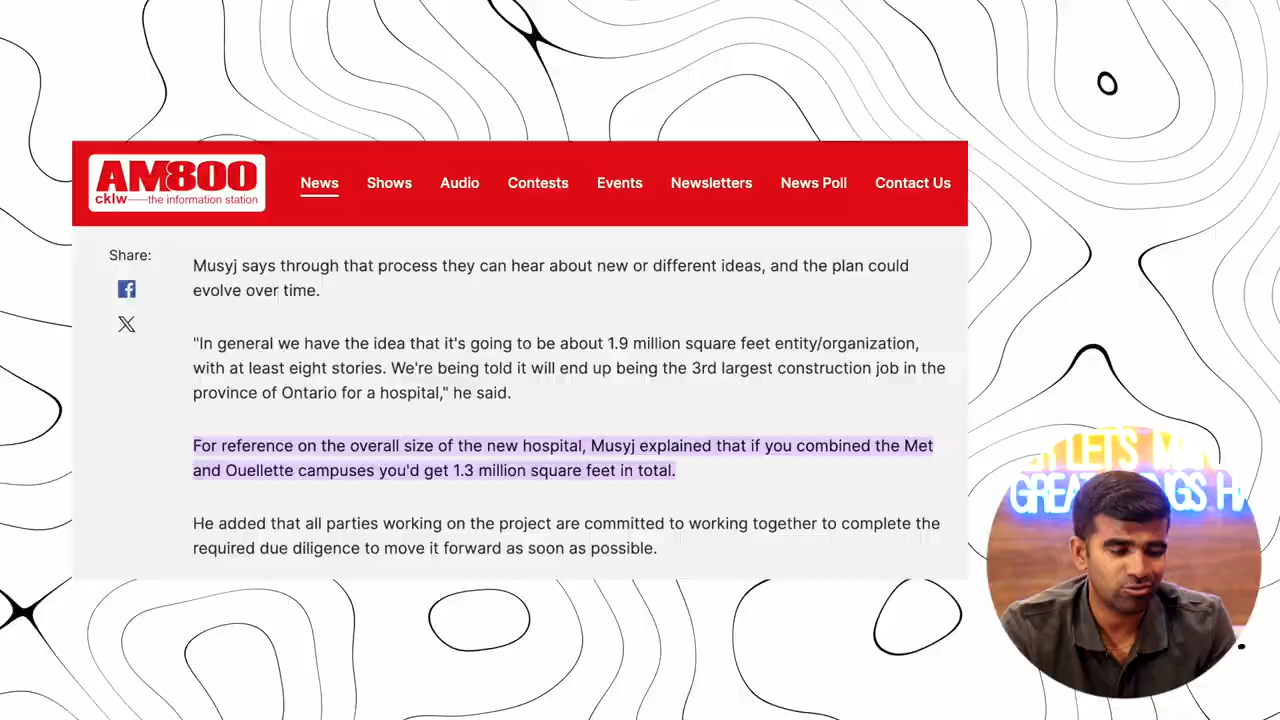 AM800
cklw—the information station
News Shows Audio Contests Events Newsletters News Poll Contact Us
Share:
Musyj says through that process they can hear about new or different ideas, and the plan could
evolve over time.
"In general we have the idea that it's going to be about 1.9 million square feet entity/organization,
with at least eight stories. We're being told it will end up being the 3rd largest construction job in the
province of Ontario for a hospital," he said.
For reference on the overall size of the new hospital, Musyj explained that if you combined the Met
and Ouellette campuses you'd get 1.3 million square feet in total.
He added that all parties working on the project are committed to working together to complete the
required due diligence to move it forward as soon as possible.
LETS